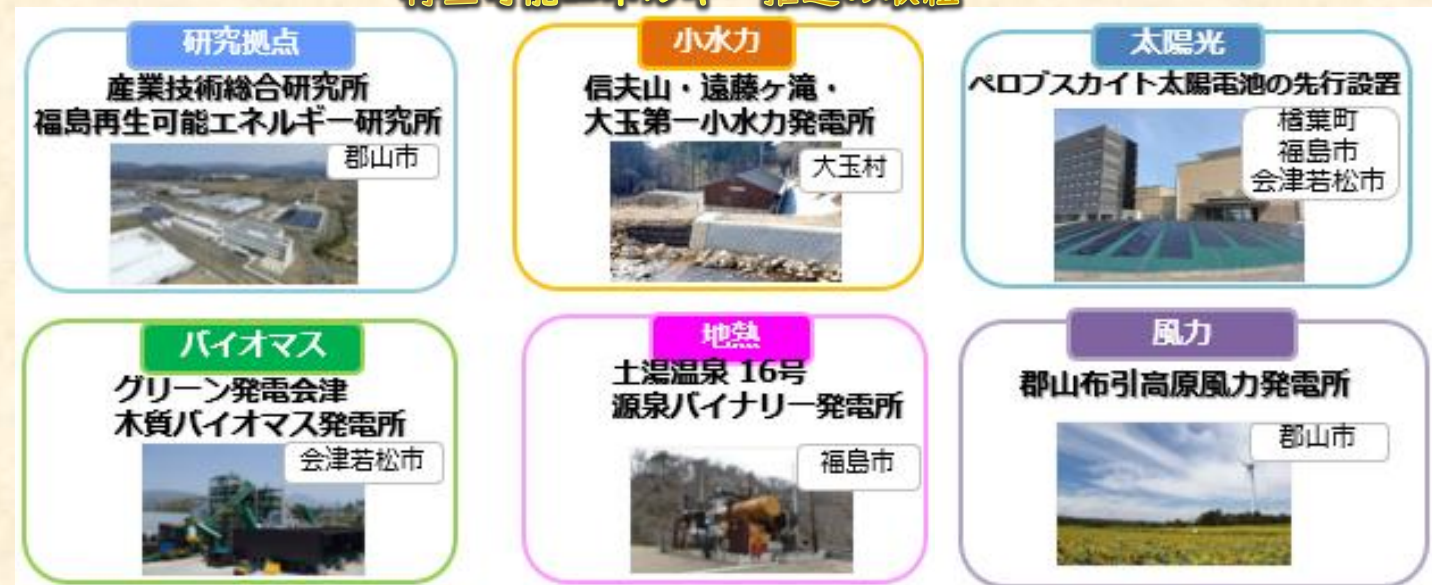 研究拠点
産業技術総合研究所
福島再生可能エネルギー研究所
郡山市
小水力
信夫山・遠藤ヶ滝・
大玉第一小水力発電所
大玉村
太陽光
ペロブスカイト太陽電池の先行設置
楢葉町
福島市
会津若松市
バイオマス
グリーン発電会津
木質バイオマス発電所
会津若松市
地熱
土湯温泉 16号
源泉バイナリー発電所
福島市
風力
郡山布引高原風力発電所
郡山市